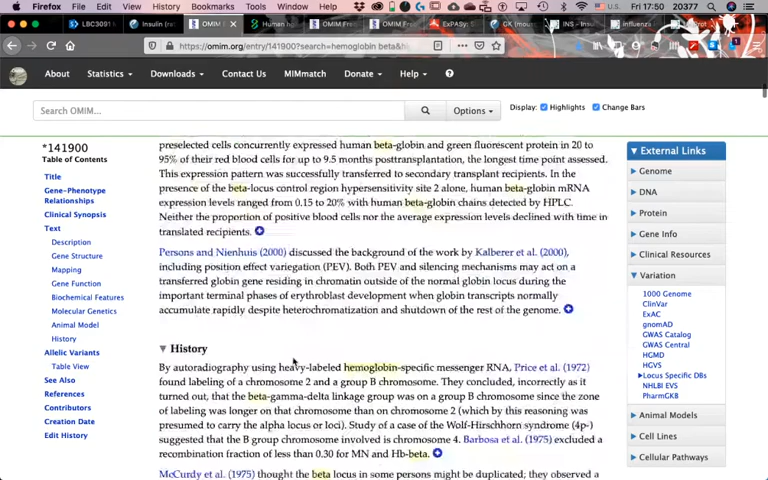 Firefox File Edit View History Bookmarks Tools Window Help Fri 17:50 20377
LBC3091 Insulin (r OMIM Human h OMIM Fre OMIM Fre ExPASy: GK (mou INS - Ins influenza
https://omim.org/entry/141900?search=hemoglobin beta&hi
About Statistics Downloads Contact Us MIMmatch Donate Help
Search OMIM... Options Display: Highlights Change Bars
*141900
Table of Contents
Title
Gene-Phenotype
Relationships
Clinical Synopsis
Text
Description
Gene Structure
Mapping
Gene Function
Biochemical Features
Molecular Genetics
Animal Model
History
Allelic Variants
Table View
See Also
References
Contributors
Creation Date
Edit History
preselected cells concurrently expressed human beta-globin and green fluorescent protein in 20 to
95% of their red blood cells for up to 9.5 months posttransplantation, the longest time point assessed.
This expression pattern was successfully transferred to secondary transplant recipients. In the
presence of the beta-locus control region hypersensitivity site 2 alone, human beta-globin mRNA
expression levels ranged from 0.15 to 20% with human beta-globin chains detected by HPLC.
Neither the proportion of positive blood cells nor the average expression levels declined with time in
translated recipients.
Persons and Nienhuis (2000) discussed the background of the work by Kalberer et al. (2000),
including position effect variegation (PEV). Both PEV and silencing mechanisms may act on a
transferred globin gene residing in chromatin outside of the normal globin locus during the
important terminal phases of erythroblast development when globin transcripts normally
accumulate rapidly despite heterochromatization and shutdown of the rest of the genome.
History
By autoradiography using heavy-labeled hemoglobin-specific messenger RNA, Price et al. (1972)
found labeling of a chromosome 2 and a group B chromosome. They concluded, incorrectly as it
turned out, that the beta-gamma-delta linkage group was on a group B chromosome since the zone
of labeling was longer on that chromosome than on chromosome 2 (which by this reasoning was
presumed to carry the alpha locus or loci). Study of a case of the Wolf-Hirschhorn syndrome (4p-)
suggested that the B group chromosome involved is chromosome 4. Barbosa et al. (1975) excluded a
recombination fraction of less than 0.30 for MN and Hb-beta.
McCurdy et al. (1975) thought the beta locus in some persons might be duplicated; they observed a
External Links
Genome
DNA
Protein
Gene Info
Clinical Resources
Variation
1000 Genome
ClinVar
ExAC
gnomAD
GWAS Catalog
GWAS Central
HGMD
HGVS
Locus Specific DBs
NHLBI EVS
PharmGKB
Animal Models
Cell Lines
Cellular Pathways